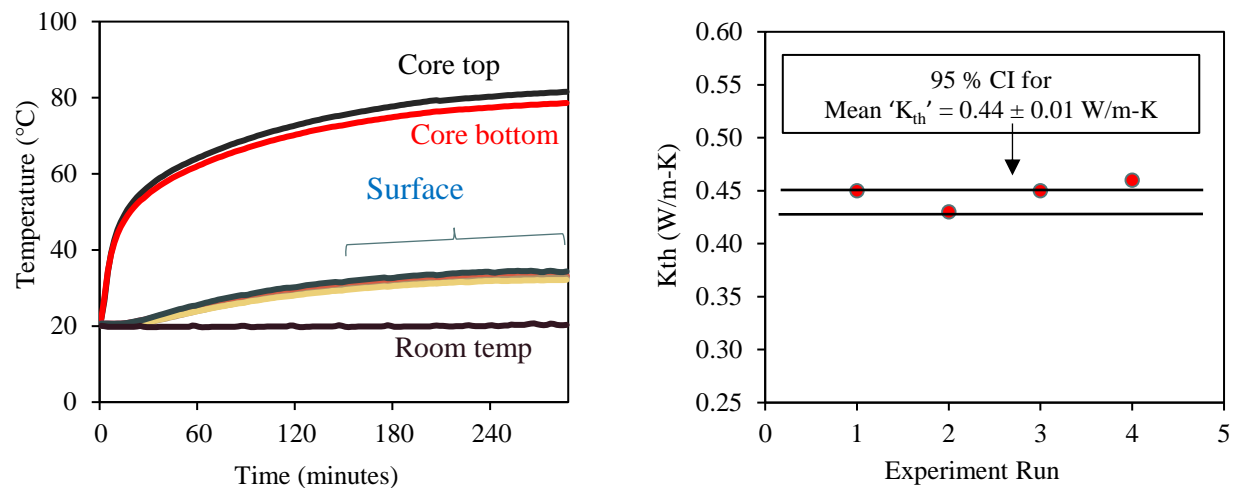 100
80
60
40
20
0
Temperature (°C)
Core top
Core bottom
Surface
Room temp
0
60
120
180
240
Time (minutes)
0.60
0.55
0.50
0.45
0.40
0.35
0.30
0.25
Kth (W/m-K)
95 % CI for
Mean ‘Kth’ = 0.44 ± 0.01 W/m-K
0
1
2
3
4
5
Experiment Run